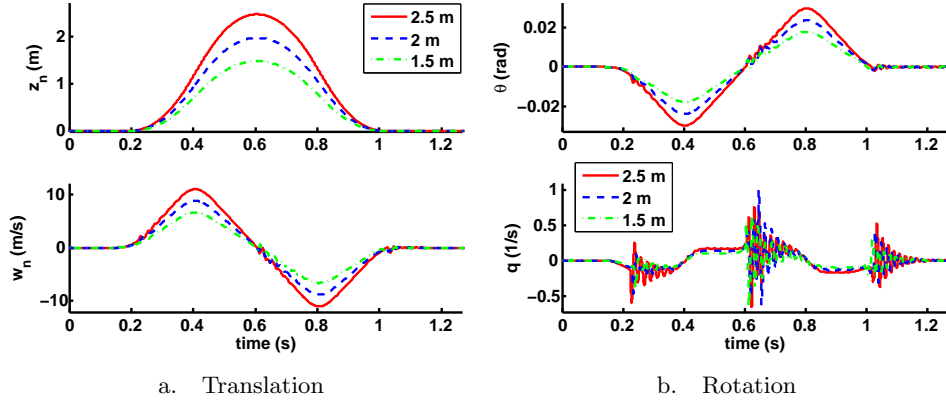 2
1
0
z_n (m)
2.5 m
2 m
1.5 m
0 0.2 0.4 0.6 0.8 1 1.2
0.02
0
−0.02
θ (rad)
0 0.2 0.4 0.6 0.8 1 1.2
10
0
−10
w_n (m/s)
0 0.2 0.4 0.6 0.8 1 1.2
time (s)
1
0.5
0
−0.5
q (1/s)
2.5 m
2 m
1.5 m
0 0.2 0.4 0.6 0.8 1 1.2
time (s)
a. Translation
b. Rotation